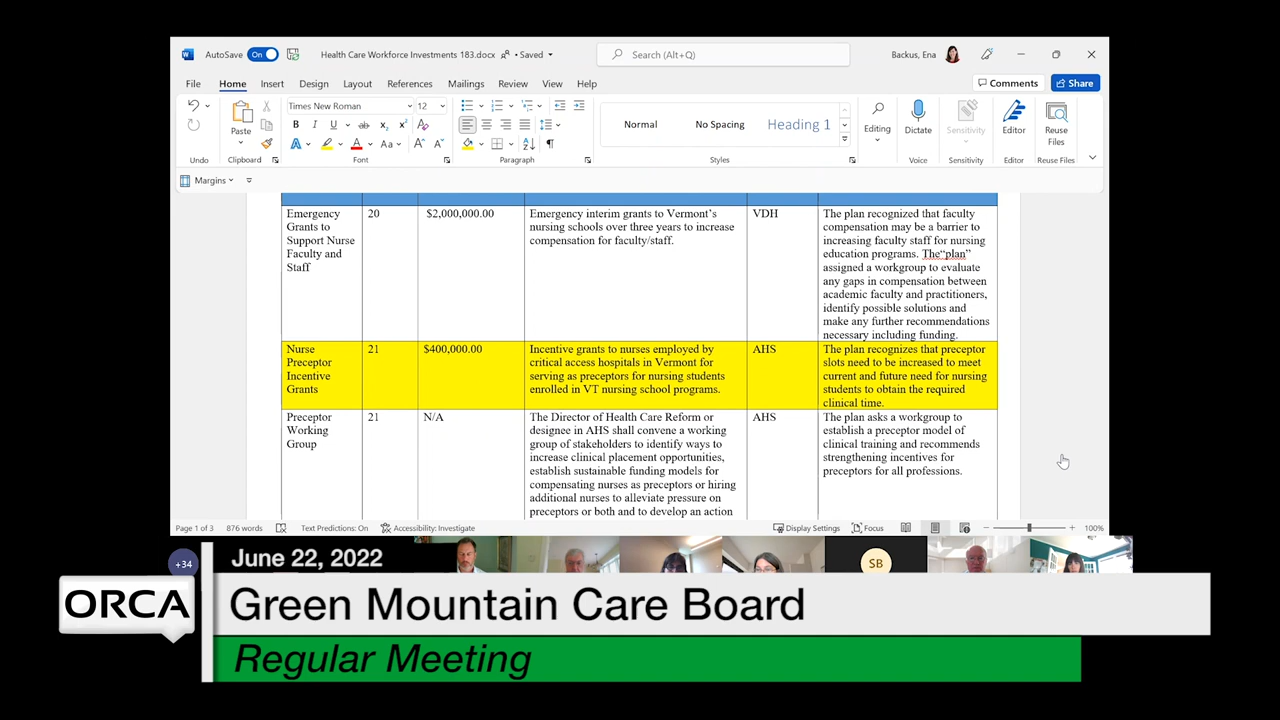 AutoSave On Health Care Workforce Investments 183.docx • Saved Search (Alt+Q) Backus, Ena
File Home Insert Design Layout References Mailings Review View Help Comments Share
Times New Roman 12
Paste
B U ab x₂ x² A
A A Aa A A
Normal No Spacing Heading 1
Editing Dictate Sensitivity Editor Reuse Files
Undo Clipboard Font Paragraph Styles Voice Sensitivity Editor Reuse Files
Margins
Emergency
Grants to
Support Nurse
Faculty and
Staff
20
$2,000,000.00
Emergency interim grants to Vermont’s
nursing schools over three years to increase
compensation for faculty/staff.
VDH
The plan recognized that faculty
compensation may be a barrier to
increasing faculty staff for nursing
education programs. The“plan”
assigned a workgroup to evaluate
any gaps in compensation between
academic faculty and practitioners,
identify possible solutions and
make any further recommendations
necessary including funding.
Nurse
Preceptor
Incentive
Grants
21
$400,000.00
Incentive grants to nurses employed by
critical access hospitals in Vermont for
serving as preceptors for nursing students
enrolled in VT nursing school programs.
AHS
The plan recognizes that preceptor
slots need to be increased to meet
current and future need for nursing
students to obtain the required
clinical time.
Preceptor
Working
Group
21
N/A
The Director of Health Care Reform or
designee in AHS shall convene a working
group of stakeholders to identify ways to
increase clinical placement opportunities,
establish sustainable funding models for
compensating nurses as preceptors or hiring
additional nurses to alleviate pressure on
preceptors or both and to develop an action
AHS
The plan asks a workgroup to
establish a preceptor model of
clinical training and recommends
strengthening incentives for
preceptors for all professions.
Page 1 of 3 876 words Text Predictions: On Accessibility: Investigate Display Settings Focus 100%
+34
SB
June 22, 2022
ORCA
Green Mountain Care Board
Regular Meeting